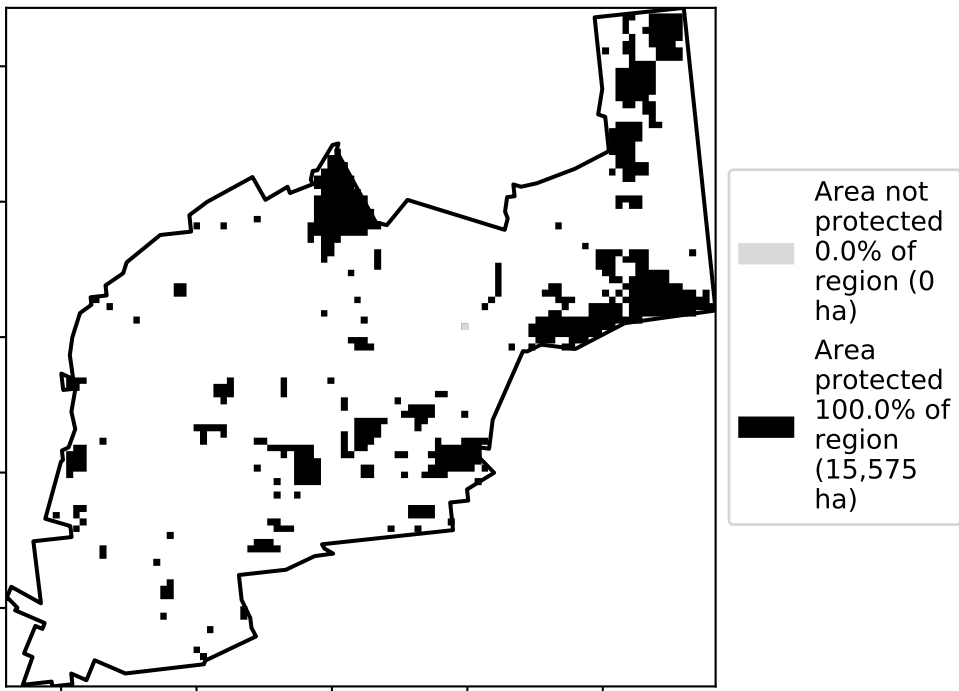 Area not
protected
0.0% of
region (0
ha)
Area
protected
100.0% of
region
(15,575
ha)